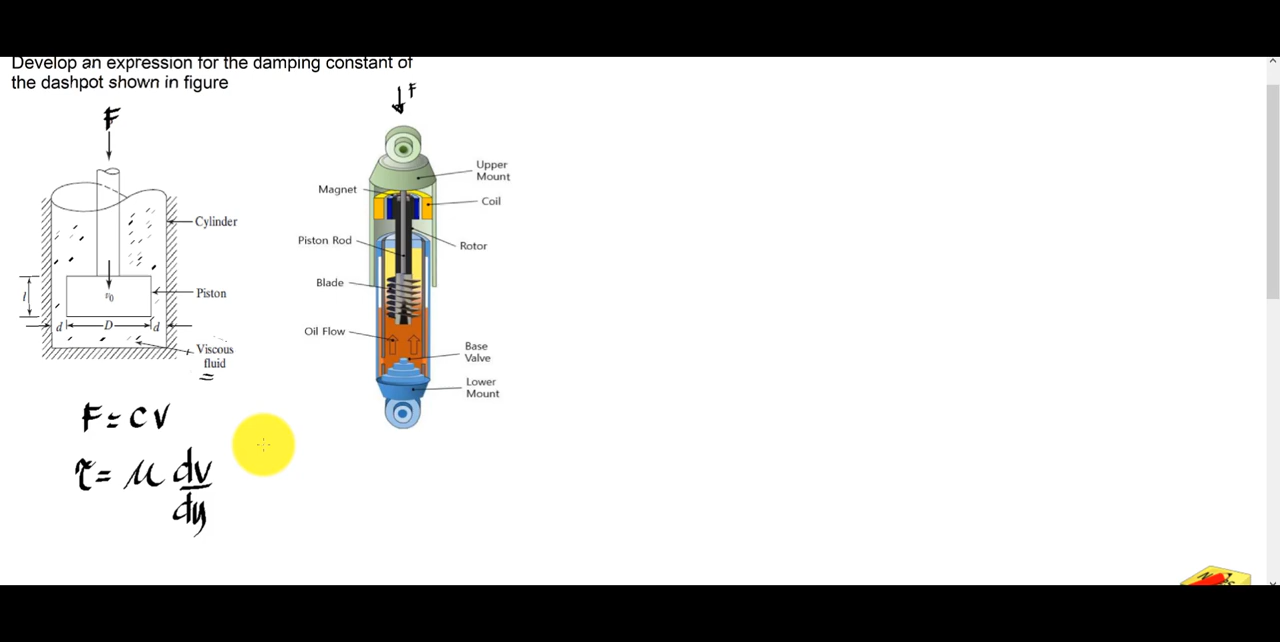 Develop an expression for the damping constant of
the dashpot shown in figure
F
F
Upper
Mount
Magnet
Coil
Cylinder
Piston Rod
Rotor
Blade
Piston
l
v0
d
D
d
Oil Flow
Viscous
fluid
Base
Valve
Lower
Mount
F = CV
τ = μ dv
dy